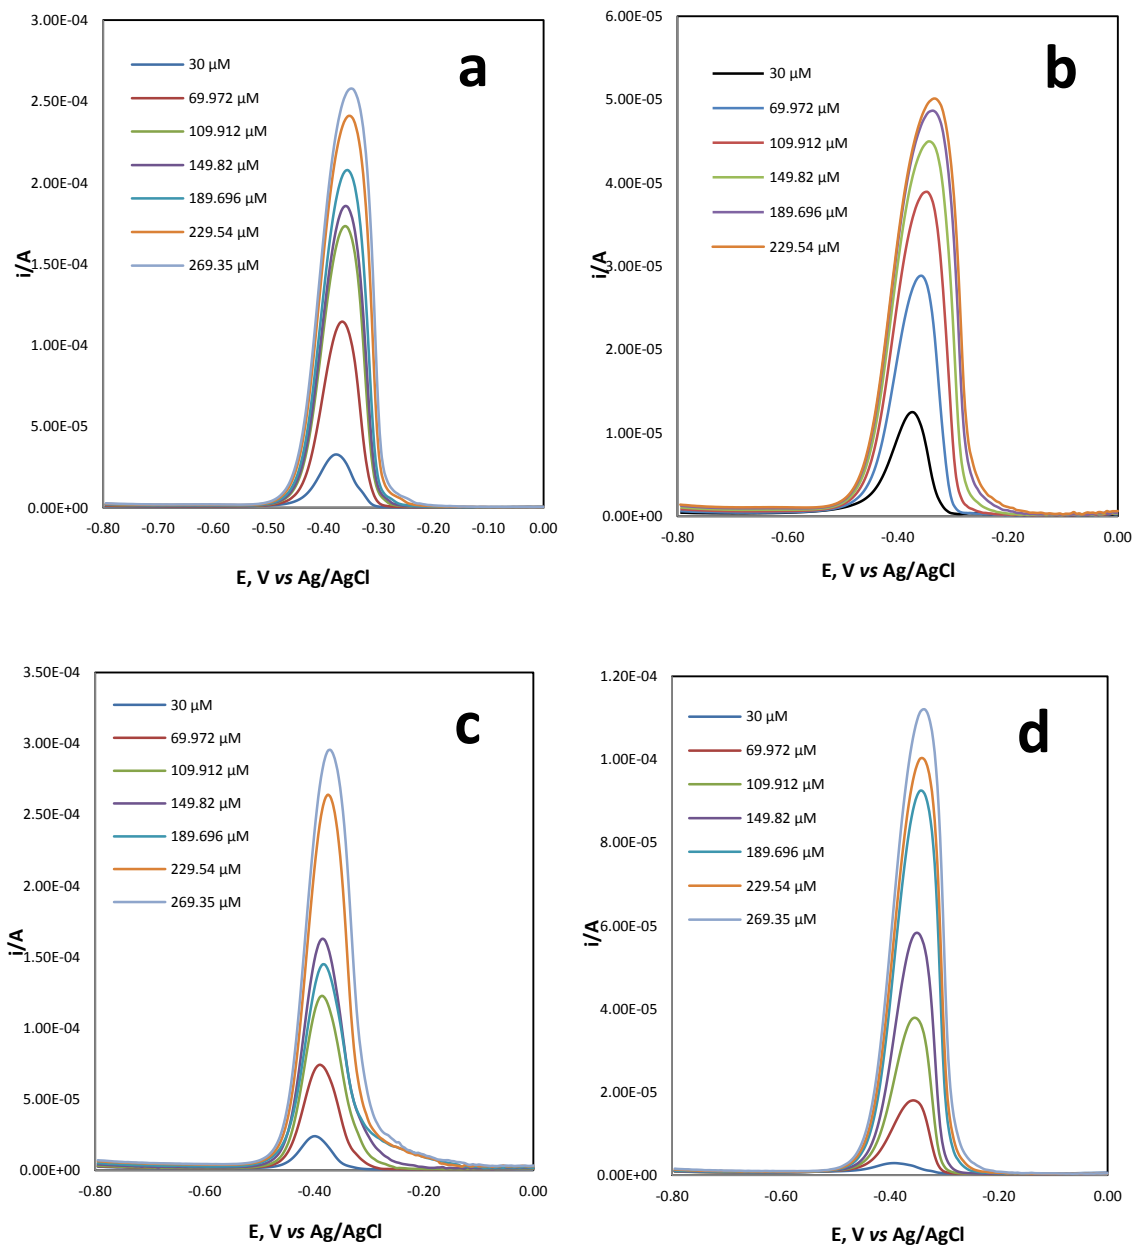 3.00E-04
2.50E-04
2.00E-04
1.50E-04
1.00E-04
5.00E-05
0.00E+00
i/A
30 µM
69.972 µM
109.912 µM
149.82 µM
189.696 µM
229.54 µM
269.35 µM
a
-0.80 -0.70 -0.60 -0.50 -0.40 -0.30 -0.20 -0.10 0.00
E, V vs Ag/AgCl
6.00E-05
5.00E-05
4.00E-05
3.00E-05
2.00E-05
1.00E-05
0.00E+00
i/A
30 µM
69.972 µM
109.912 µM
149.82 µM
189.696 µM
229.54 µM
b
-0.80 -0.60 -0.40 -0.20 0.00
E, V vs Ag/AgCl
3.50E-04
3.00E-04
2.50E-04
2.00E-04
1.50E-04
1.00E-04
5.00E-05
0.00E+00
i/A
30 µM
69.972 µM
109.912 µM
149.82 µM
189.696 µM
229.54 µM
269.35 µM
c
-0.80 -0.60 -0.40 -0.20 0.00
E, V vs Ag/AgCl
1.20E-04
1.00E-04
8.00E-05
6.00E-05
4.00E-05
2.00E-05
0.00E+00
i/A
30 µM
69.972 µM
109.912 µM
149.82 µM
189.696 µM
229.54 µM
269.35 µM
d
-0.80 -0.60 -0.40 -0.20 0.00
E, V vs Ag/AgCl